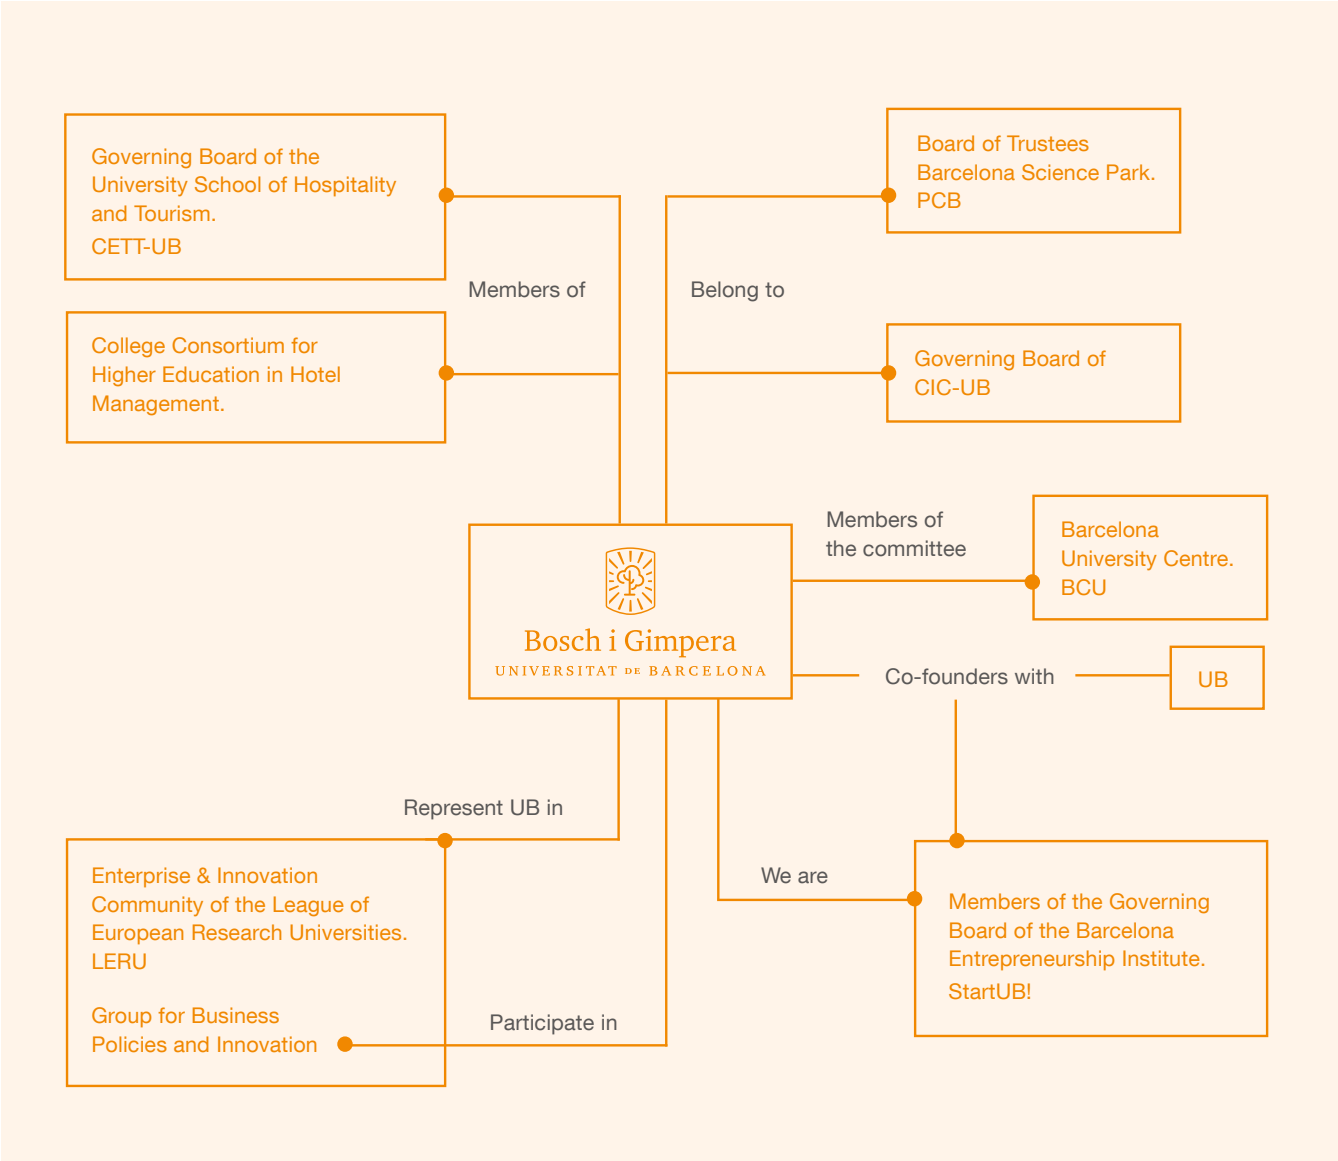 Governing Board of the
University School of Hospitality
and Tourism.
CETT-UB
Board of Trustees
Barcelona Science Park.
PCB
Members of
Belong to
College Consortium for
Higher Education in Hotel
Management.
Governing Board of
CIC-UB
Members of
the committee
Barcelona
University Centre.
BCU
Bosch i Gimpera
UNIVERSITAT DE BARCELONA
Co-founders with
UB
Represent UB in
Enterprise & Innovation
Community of the League of
European Research Universities.
LERU
Group for Business
Policies and Innovation
Participate in
We are
Members of the Governing
Board of the Barcelona
Entrepreneurship Institute.
StartUB!